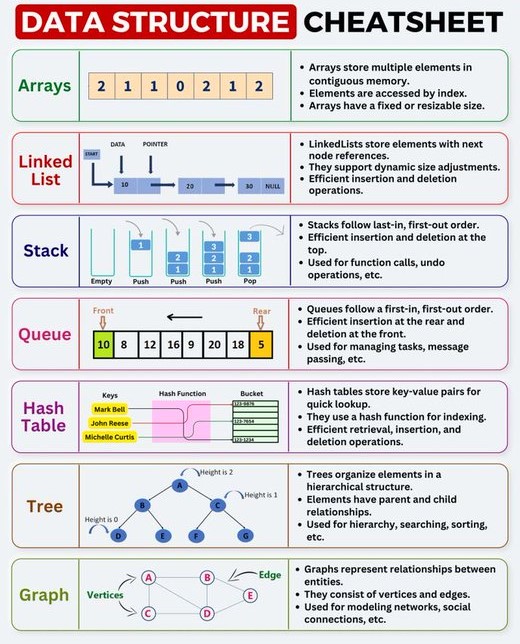 DATA STRUCTURE CHEATSHEET
Arrays
2 1 1 0 2 1 2
• Arrays store multiple elements in
contiguous memory.
• Elements are accessed by index.
• Arrays have a fixed or resizable size.
Linked
List
START
DATA POINTER
10 20 30 NULL
• LinkedLists store elements with next
node references.
• They support dynamic size adjustments.
• Efficient insertion and deletion
operations.
Stack
1
2
1
3
2
1
3
2
1
Empty Push Push Push Pop
• Stacks follow last-in, first-out order.
• Efficient insertion and deletion at the
top.
• Used for function calls, undo
operations, etc.
Queue
Front Rear
10 8 12 16 9 20 18 5
• Queues follow a first-in, first-out order.
• Efficient insertion at the rear and
deletion at the front.
• Used for managing tasks, message
passing, etc.
Hash
Table
Keys Hash Function Bucket
Mark Bell
John Reese
Michelle Curtis
123-9876
123-7654
123-1234
• Hash tables store key-value pairs for
quick lookup.
• They use a hash function for indexing.
• Efficient retrieval, insertion, and
deletion operations.
Tree
Height is 2
A
Height is 1
B C
Height is 0
D E F G
• Trees organize elements in a
hierarchical structure.
• Elements have parent and child
relationships.
• Used for hierarchy, searching, sorting,
etc.
Graph
Vertices
A B
Edge
E
C D
• Graphs represent relationships between
entities.
• They consist of vertices and edges.
• Used for modeling networks, social
connections, etc.